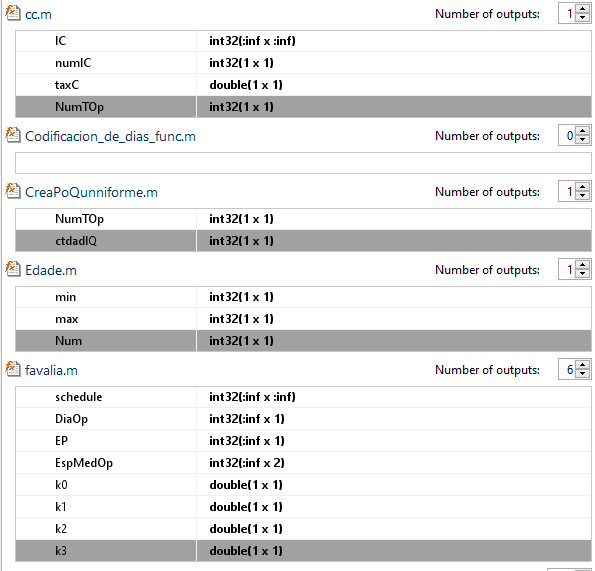 cc.m Number of outputs: 1
IC int32(:inf x :inf)
numIC int32(1 x 1)
taxC double(1 x 1)
NumTOp int32(1 x 1)
Codificacion_de_dias_func.m Number of outputs: 0
CreaPoQunniforme.m Number of outputs: 1
NumTOp int32(1 x 1)
ctdadIQ int32(1 x 1)
Edade.m Number of outputs: 1
min int32(1 x 1)
max int32(1 x 1)
Num int32(1 x 1)
favalia.m Number of outputs: 6
schedule int32(:inf x :inf)
DiaOp int32(:inf x 1)
EP int32(:inf x 1)
EspMedOp int32(:inf x 2)
k0 double(1 x 1)
k1 double(1 x 1)
k2 double(1 x 1)
k3 double(1 x 1)